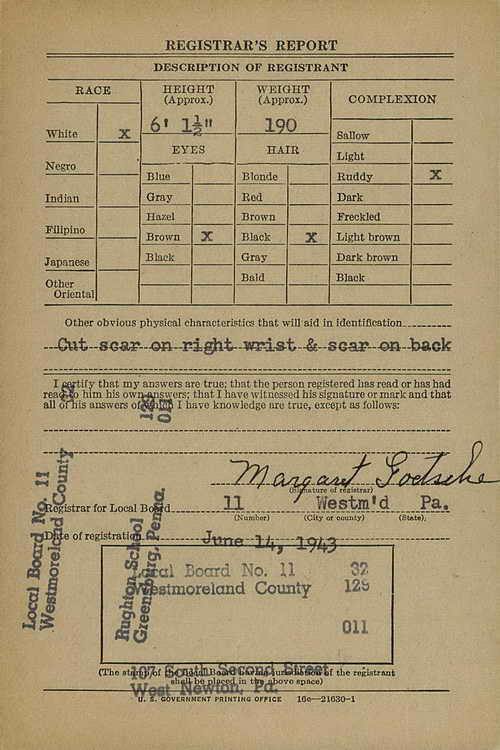 REGISTRAR'S REPORT
DESCRIPTION OF REGISTRANT
RACE
HEIGHT
(Approx.)
WEIGHT
(Approx.)
COMPLEXION
6' 1½"
190
White X
Negro
Indian
Filipino
Japanese
Other
Oriental
EYES
Blue
Gray
Hazel
Brown X
Black
HAIR
Blonde
Red
Brown
Black X
Gray
Bald
Sallow
Light
Ruddy X
Dark
Freckled
Light brown
Dark brown
Black
Other obvious physical characteristics that will aid in identification
Cut scar on right wrist & scar on back
I certify that my answers are true; that the person registered has read or has had
read to him his own answers; that I have witnessed his signature or mark and that
all of his answers of which I have knowledge are true, except as follows:
Margaret Goetsche
(Signature of registrar)
Registrar for Local Board 11 Westm'd Pa.
(Number) (City or county) (State)
Date of registration June 14, 1943
Local Board No. 11 32
Westmoreland County 129
011
Local Board No. 11 32
Westmoreland County 129
011
Rughton School
Greensburg, Penna.
107 South Second Street
West Newton, Pa.
(The stamp of the Local Board having jurisdiction of the registrant
shall be placed in the above space)
U. S. GOVERNMENT PRINTING OFFICE 16—21630-1